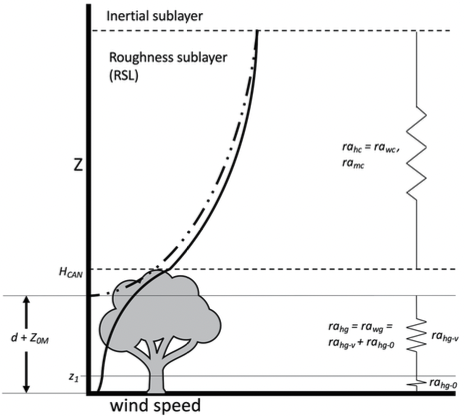 Inertial sublayer
Roughness sublayer
(RSL)
Z
ra_hc = ra_wc,
ra_mc
H_CAN
d + Z_0M
ra_hg = ra_wg =
ra_hg-v + ra_hg-0
ra_hg-v
z_1
ra_hg-0
wind speed